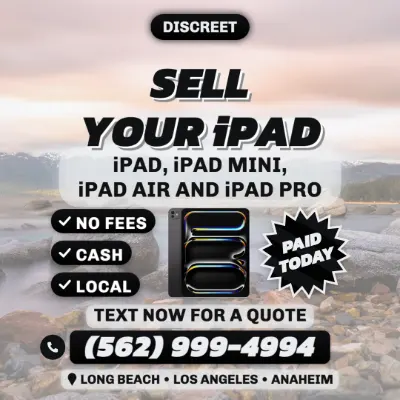 DISCREET
SELL
YOUR iPAD
iPAD, iPAD MINI,
iPAD AIR AND iPAD PRO
NO FEES
CASH
LOCAL
PAID
TODAY
TEXT NOW FOR A QUOTE
(562) 999-4994
LONG BEACH • LOS ANGELES • ANAHEIM